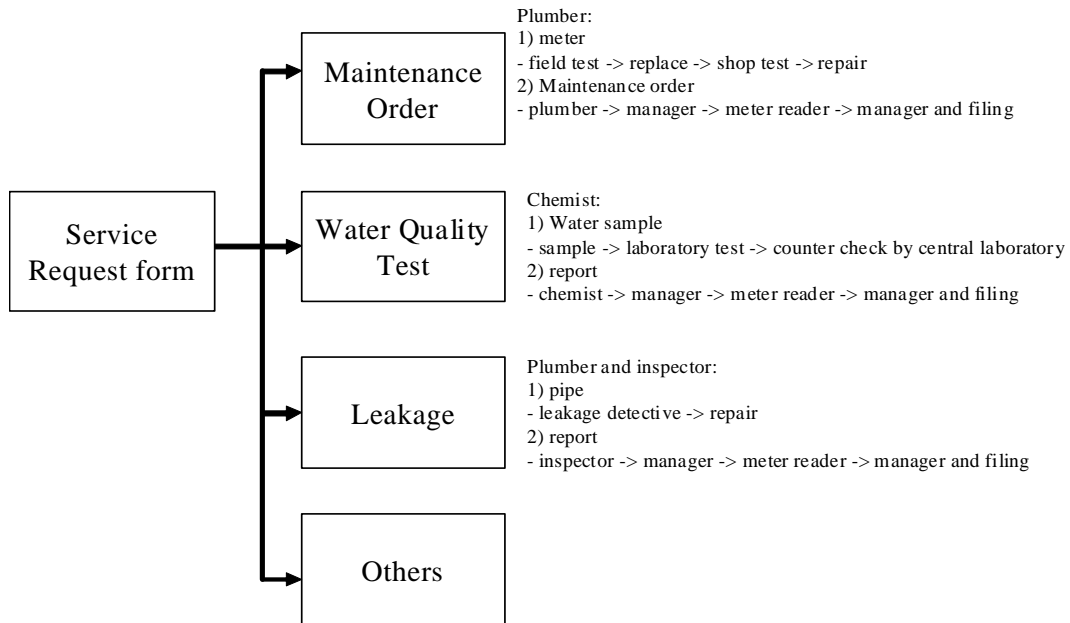 Service
Request form
Maintenance
Order
Plumber:
1) meter
- field test -> replace -> shop test -> repair
2) Maintenance order
- plumber -> manager -> meter reader -> manager and filing
Water Quality
Test
Chemist:
1) Water sample
- sample -> laboratory test -> counter check by central laboratory
2) report
- chemist -> manager -> meter reader -> manager and filing
Leakage
Plumber and inspector:
1) pipe
- leakage detective -> repair
2) report
- inspector -> manager -> meter reader -> manager and filing
Others